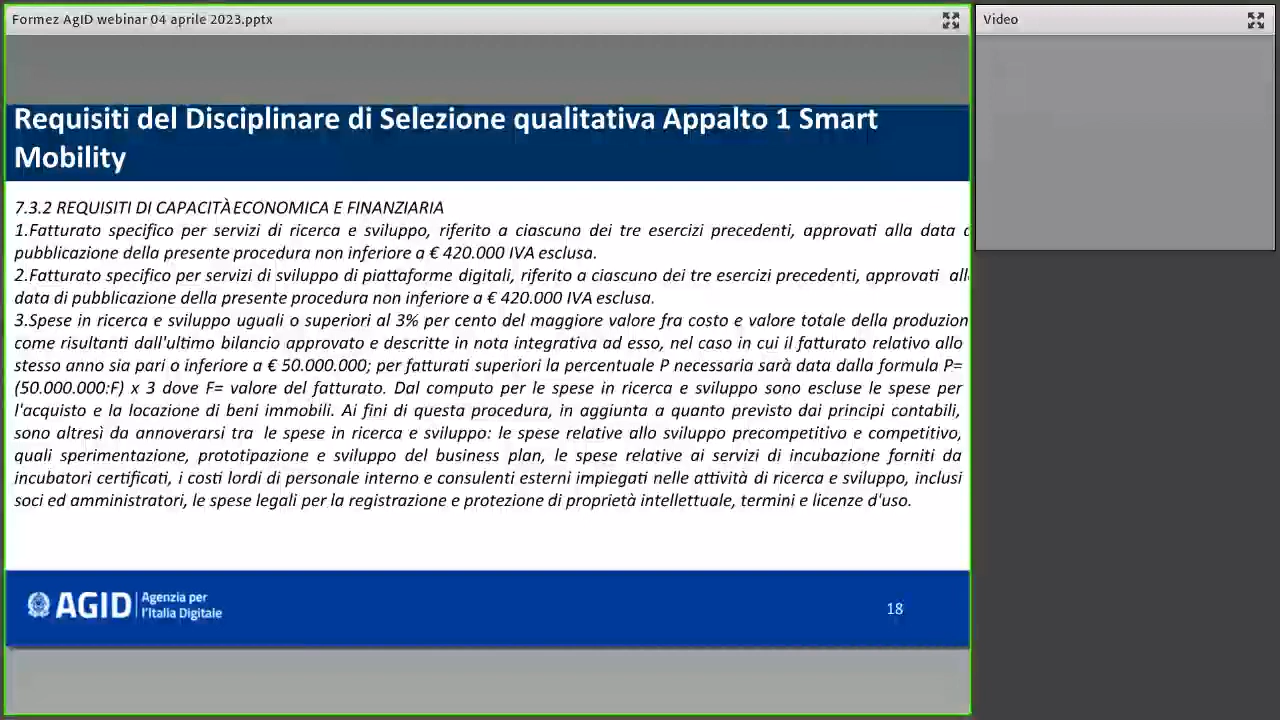 Formez AgID webinar 04 aprile 2023.pptx
Video
Requisiti del Disciplinare di Selezione qualitativa Appalto 1 Smart
Mobility
7.3.2 REQUISITI DI CAPACITÀ ECONOMICA E FINANZIARIA
1.Fatturato specifico per servizi di ricerca e sviluppo, riferito a ciascuno dei tre esercizi precedenti, approvati alla data
pubblicazione della presente procedura non inferiore a € 420.000 IVA esclusa.
2.Fatturato specifico per servizi di sviluppo di piattaforme digitali, riferito a ciascuno dei tre esercizi precedenti, approvati
data di pubblicazione della presente procedura non inferiore a € 420.000 IVA esclusa.
3.Spese in ricerca e sviluppo uguali o superiori al 3% per cento del maggiore valore fra costo e valore totale della produzion
come risultanti dall'ultimo bilancio approvato e descritte in nota integrativa ad esso, nel caso in cui il fatturato relativo allo
stesso anno sia pari o inferiore a € 50.000.000; per fatturati superiori la percentuale P necessaria sarà data dalla formula P=
(50.000.000:F) x 3 dove F= valore del fatturato. Dal computo per le spese in ricerca e sviluppo sono escluse le spese per
l'acquisto e la locazione di beni immobili. Ai fini di questa procedura, in aggiunta a quanto previsto dai principi contabili,
sono altresì da annoverarsi tra le spese in ricerca e sviluppo: le spese relative allo sviluppo precompetitivo e competitivo,
quali sperimentazione, prototipazione e sviluppo del business plan, le spese relative ai servizi di incubazione forniti da
incubatori certificati, i costi lordi di personale interno e consulenti esterni impiegati nelle attività di ricerca e sviluppo, inclusi
soci ed amministratori, le spese legali per la registrazione e protezione di proprietà intellettuale, termini e licenze d'uso.
AGID
Agenzia per
l'Italia Digitale
18